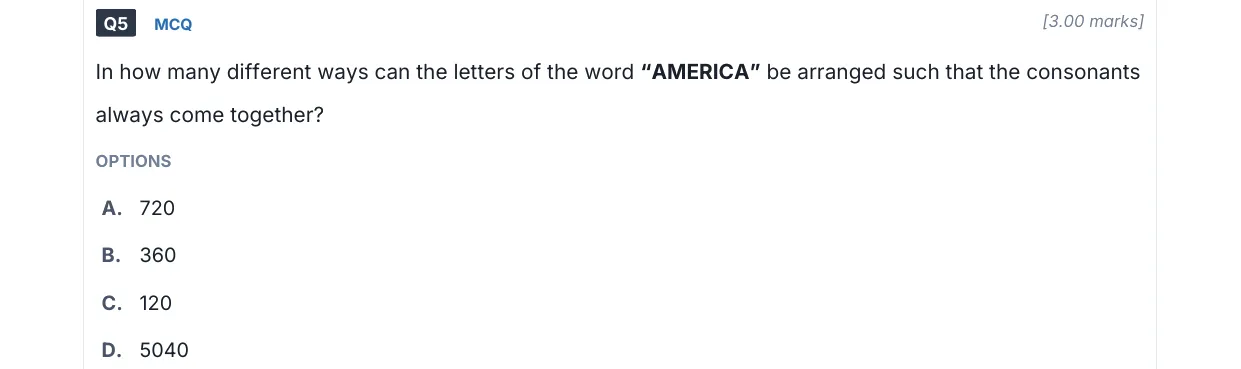 Q5 MCQ [3.00 marks]
In how many different ways can the letters of the word “AMERICA” be arranged such that the consonants
always come together?
OPTIONS
A. 720
B. 360
C. 120
D. 5040